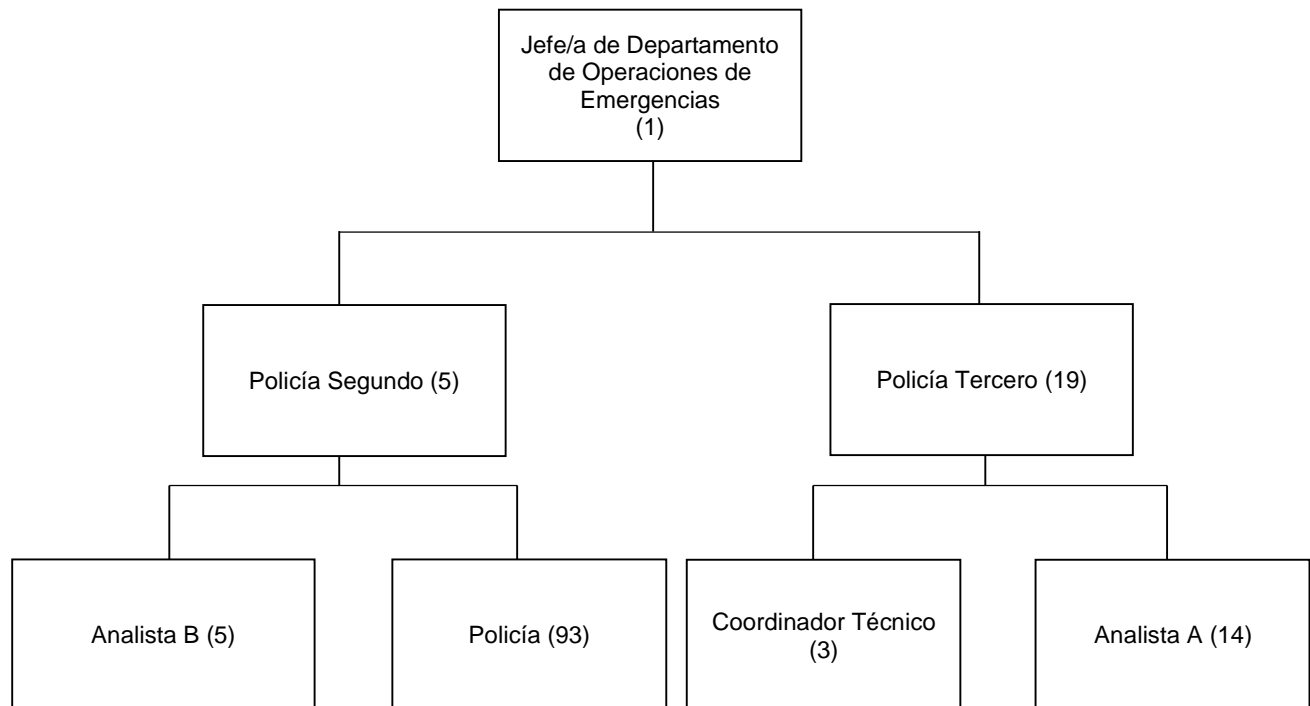 Jefe/a de Departamento
de Operaciones de
Emergencias
(1)
Policía Segundo (5)
Policía Tercero (19)
Analista B (5)
Policía (93)
Coordinador Técnico
(3)
Analista A (14)